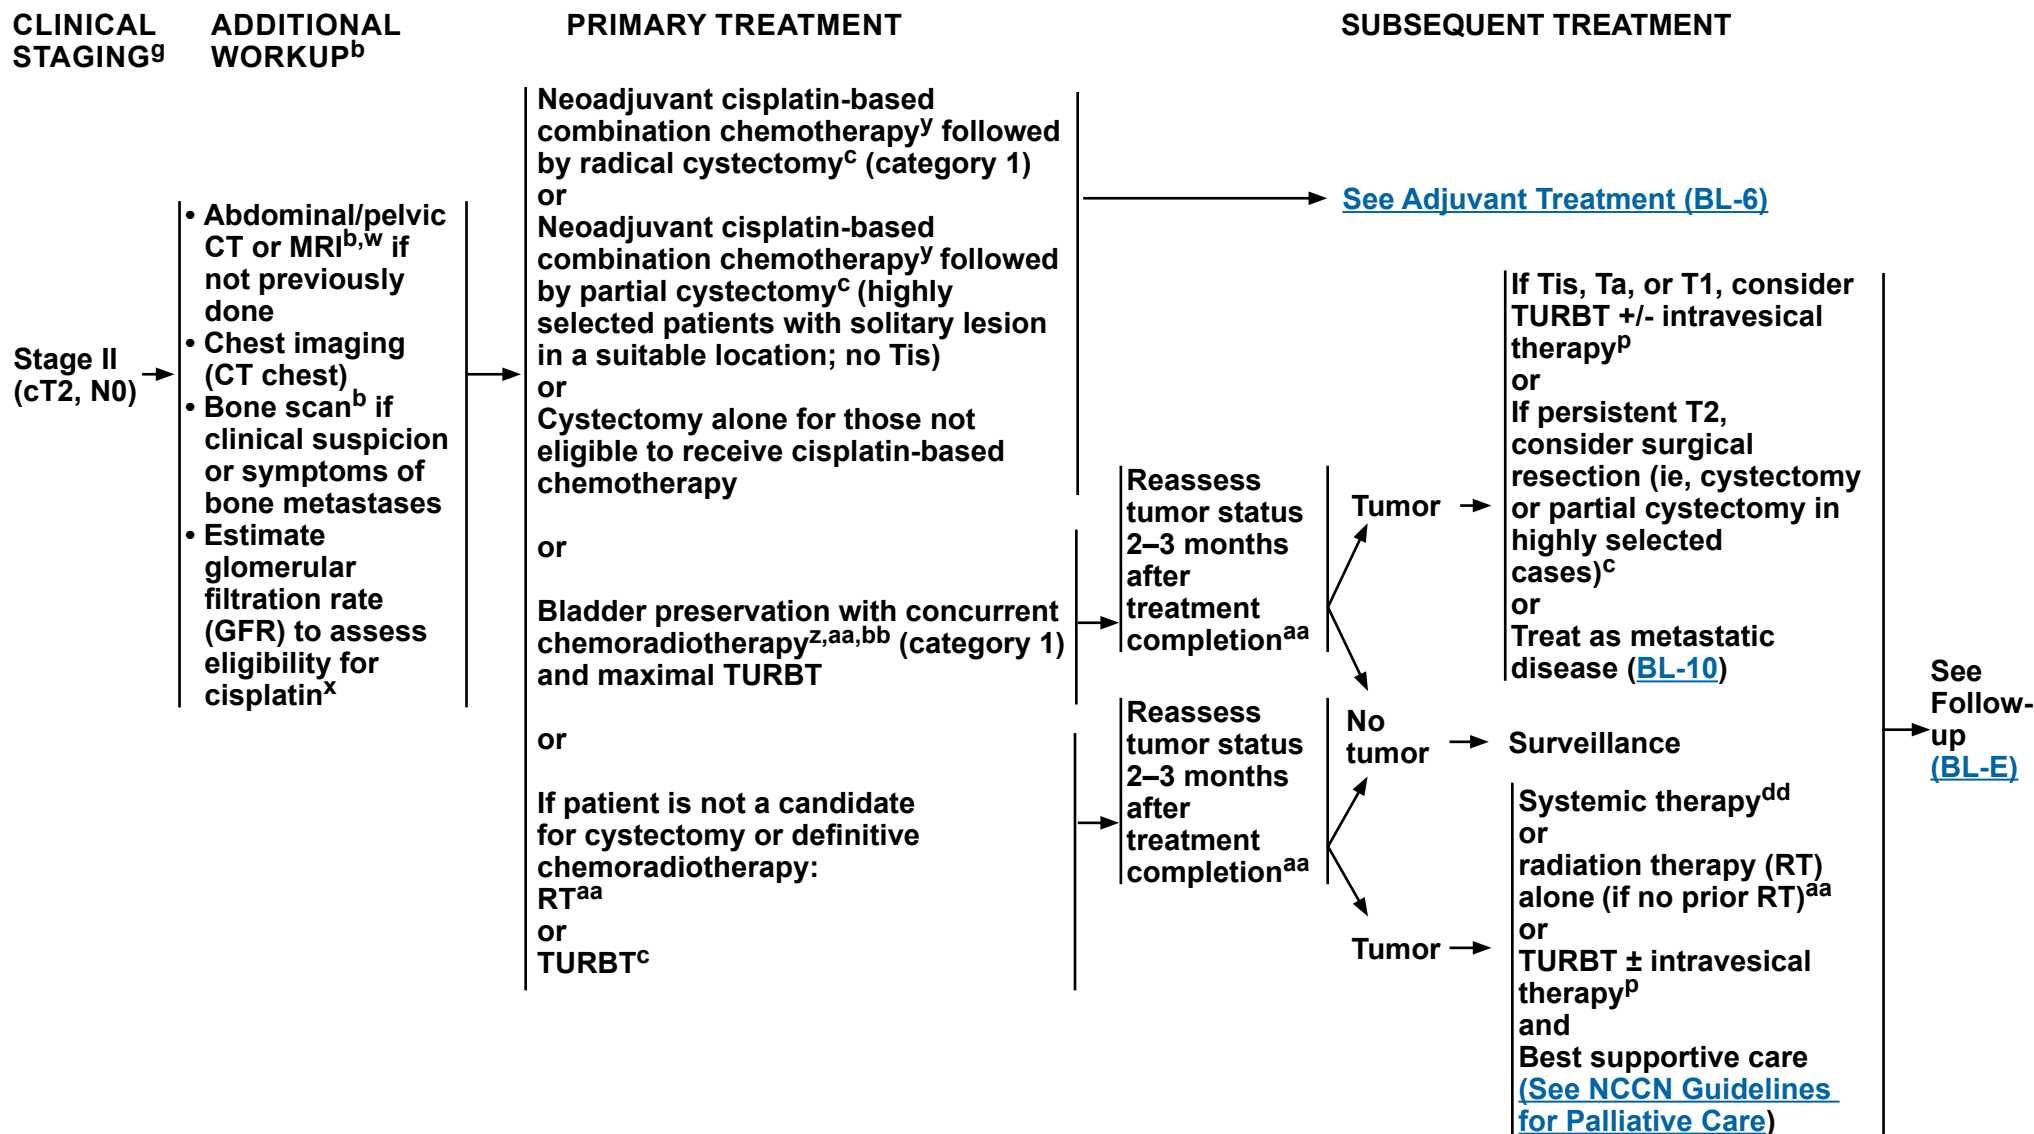 CLINICAL
STAGINGg
ADDITIONAL
WORKUPb
PRIMARY TREATMENT
SUBSEQUENT TREATMENT
Stage II
(cT2, N0)
• Abdominal/pelvic
CT or MRIb,w if
not previously
done
• Chest imaging
(CT chest)
• Bone scanb if
clinical suspicion
or symptoms of
bone metastases
• Estimate
glomerular
filtration rate
(GFR) to assess
eligibility for
cisplatinx
Neoadjuvant cisplatin-based
combination chemotherapyy followed
by radical cystectomyc (category 1)
or
Neoadjuvant cisplatin-based
combination chemotherapyy followed
by partial cystectomyc (highly
selected patients with solitary lesion
in a suitable location; no Tis)
or
Cystectomy alone for those not
eligible to receive cisplatin-based
chemotherapy
or
Bladder preservation with concurrent
chemoradiotherapyz,aa,bb (category 1)
and maximal TURBT
or
If patient is not a candidate
for cystectomy or definitive
chemoradiotherapy:
RTaa
or
TURBTc
See Adjuvant Treatment (BL-6)
Reassess
tumor status
2–3 months
after
treatment
completionaa
Reassess
tumor status
2–3 months
after
treatment
completionaa
Tumor
No
tumor
Tumor
If Tis, Ta, or T1, consider
TURBT +/- intravesical
therapyp
or
If persistent T2,
consider surgical
resection (ie, cystectomy
or partial cystectomy in
highly selected
cases)c
or
Treat as metastatic
disease (BL-10)
Surveillance
Systemic therapydd
or
radiation therapy (RT)
alone (if no prior RT)aa
or
TURBT ± intravesical
therapyp
and
Best supportive care
(See NCCN Guidelines
for Palliative Care)
See
Follow-
up
(BL-E)